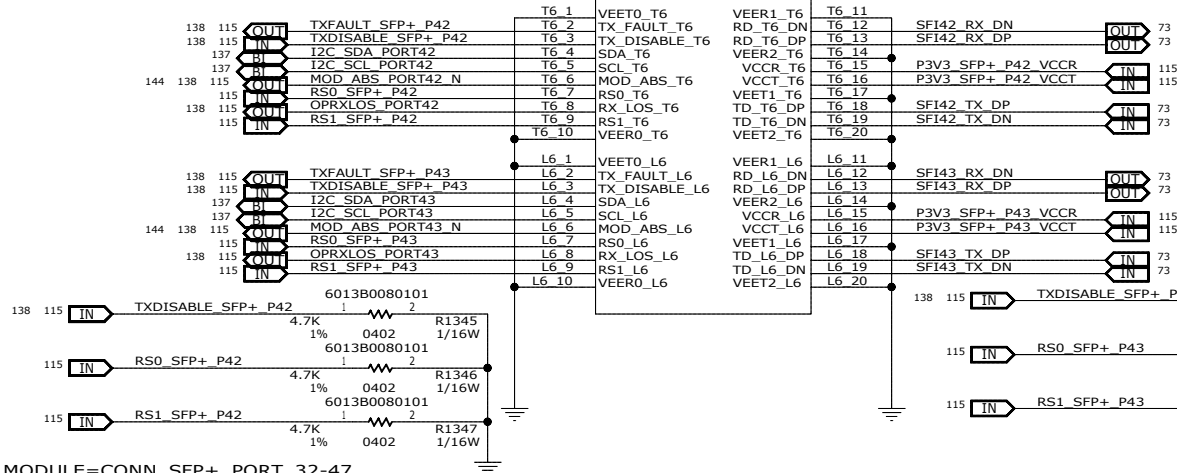 T6_1 VEET0_T6 VEER1_T6 T6_11
138 115 OUT TXFAULT_SFP+_P42 T6_2 TX_FAULT_T6 RD_T6_DN T6_12 SFI42_RX_DN OUT 73
138 115 IN TXDISABLE_SFP+_P42 T6_3 TX_DISABLE_T6 RD_T6_DP T6_13 SFI42_RX_DP OUT 73
137 BI I2C_SDA_PORT42 T6_4 SDA_T6 VEER2_T6 T6_14
137 BI I2C_SCL_PORT42 T6_5 SCL_T6 VCCR_T6 T6_15 P3V3_SFP+_P42_VCCR IN 115
144 138 115 OUT MOD_ABS_PORT42_N T6_6 MOD_ABS_T6 VCCT_T6 T6_16 P3V3_SFP+_P42_VCCT IN 115
115 IN RS0_SFP+_P42 T6_7 RS0_T6 VEET1_T6 T6_17
138 115 OUT OPRXLOS_PORT42 T6_8 RX_LOS_T6 TD_T6_DP T6_18 SFI42_TX_DP IN 73
115 IN RS1_SFP+_P42 T6_9 RS1_T6 TD_T6_DN T6_19 SFI42_TX_DN IN 73
T6_10 VEER0_T6 VEET2_T6 T6_20
L6_1 VEET0_L6 VEER1_L6 L6_11
138 115 OUT TXFAULT_SFP+_P43 L6_2 TX_FAULT_L6 RD_L6_DN L6_12 SFI43_RX_DN OUT 73
138 115 IN TXDISABLE_SFP+_P43 L6_3 TX_DISABLE_L6 RD_L6_DP L6_13 SFI43_RX_DP OUT 73
137 BI I2C_SDA_PORT43 L6_4 SDA_L6 VEER2_L6 L6_14
137 BI I2C_SCL_PORT43 L6_5 SCL_L6 VCCR_L6 L6_15 P3V3_SFP+_P43_VCCR IN 115
144 138 115 OUT MOD_ABS_PORT43_N L6_6 MOD_ABS_L6 VCCT_L6 L6_16 P3V3_SFP+_P43_VCCT IN 115
115 IN RS0_SFP+_P43 L6_7 RS0_L6 VEET1_L6 L6_17
138 115 OUT OPRXLOS_PORT43 L6_8 RX_LOS_L6 TD_L6_DP L6_18 SFI43_TX_DP IN 73
115 IN RS1_SFP+_P43 L6_9 RS1_L6 TD_L6_DN L6_19 SFI43_TX_DN IN 73
L6_10 VEER0_L6 VEET2_L6 L6_20
6013B0080101
138 115 IN TXDISABLE_SFP+_P42 1 2
4.7K R1345
1% 0402 1/16W
6013B0080101
115 IN RS0_SFP+_P42 1 2
4.7K R1346
1% 0402 1/16W
6013B0080101
115 IN RS1_SFP+_P42 1 2
4.7K R1347
1% 0402 1/16W
138 115 IN TXDISABLE_SFP+_P
115 IN RS0_SFP+_P43
115 IN RS1_SFP+_P43
MODULE=CONN_SFP+_PORT_32-47